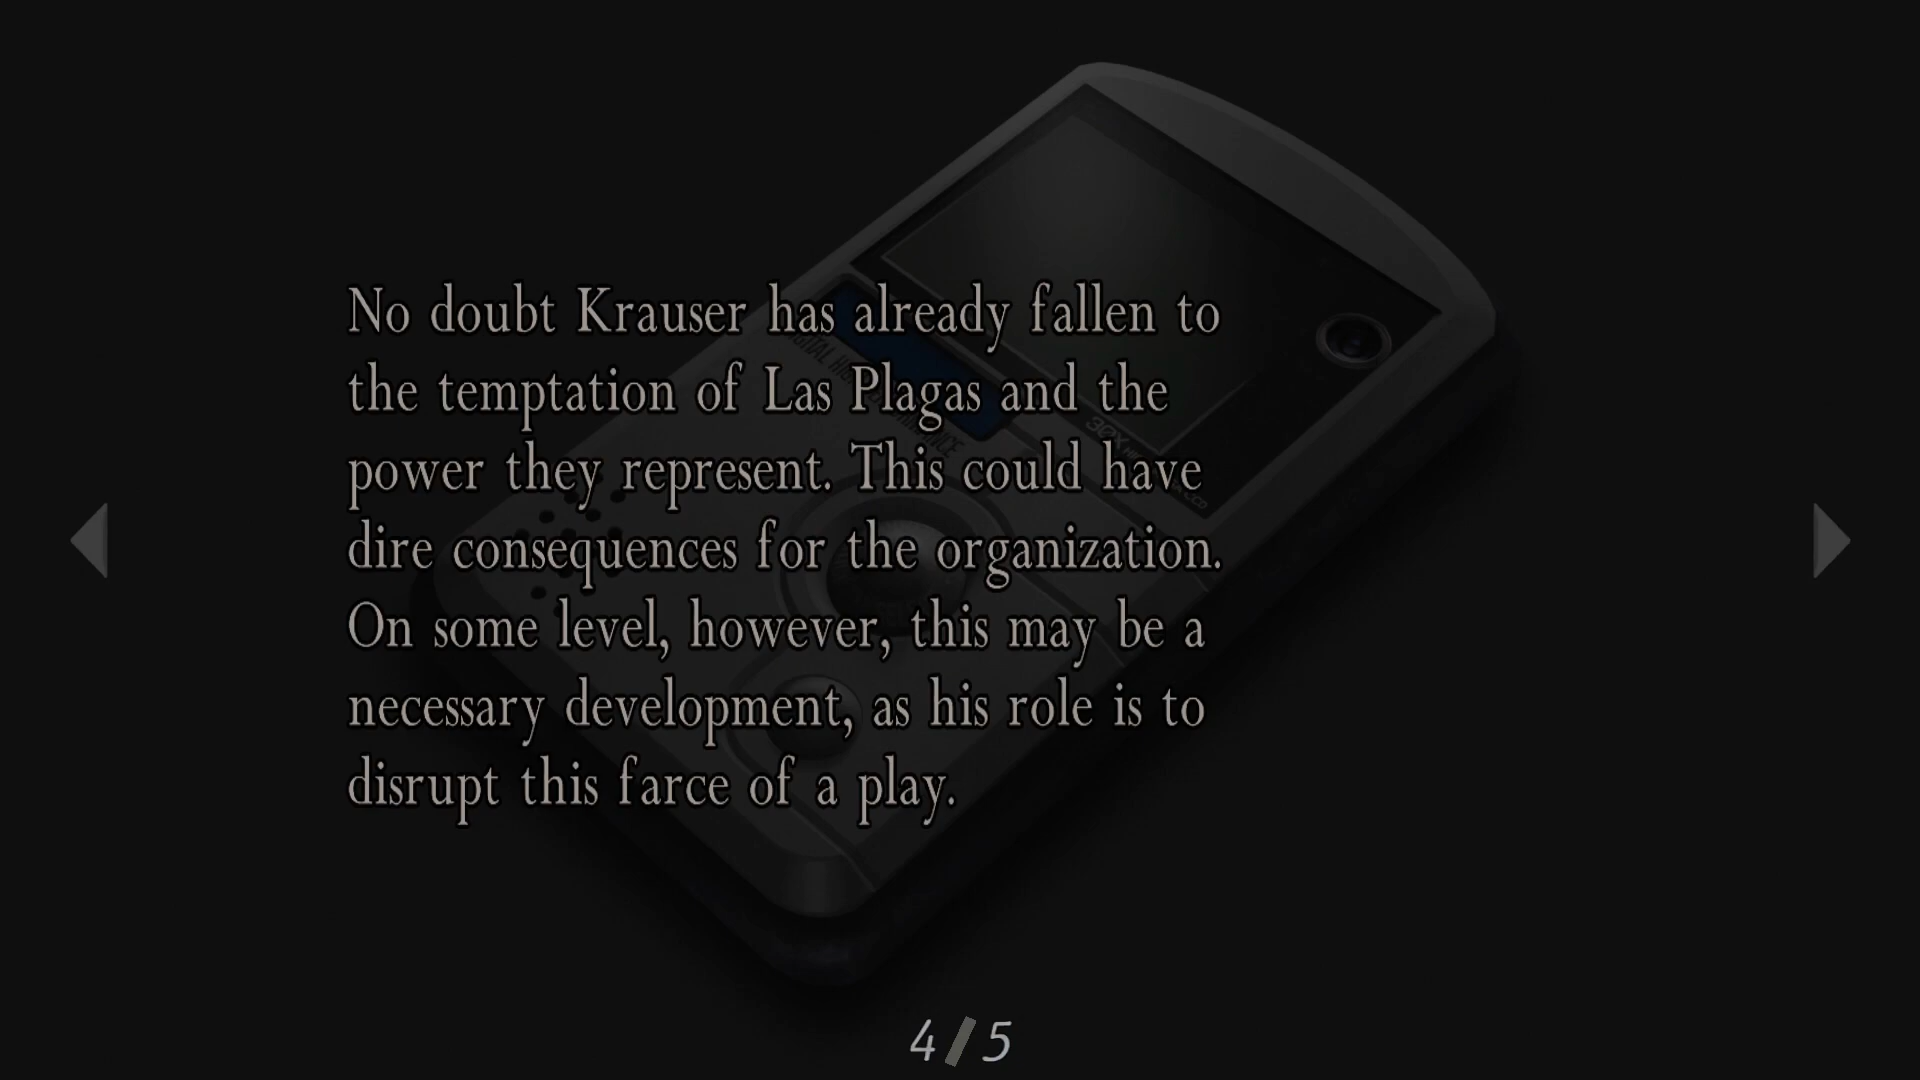 No doubt Krauser has already fallen to
the temptation of Las Plagas and the
power they represent. This could have
dire consequences for the organization.
On some level, however, this may be a
necessary development, as his role is to
disrupt this farce of a play.
4/5